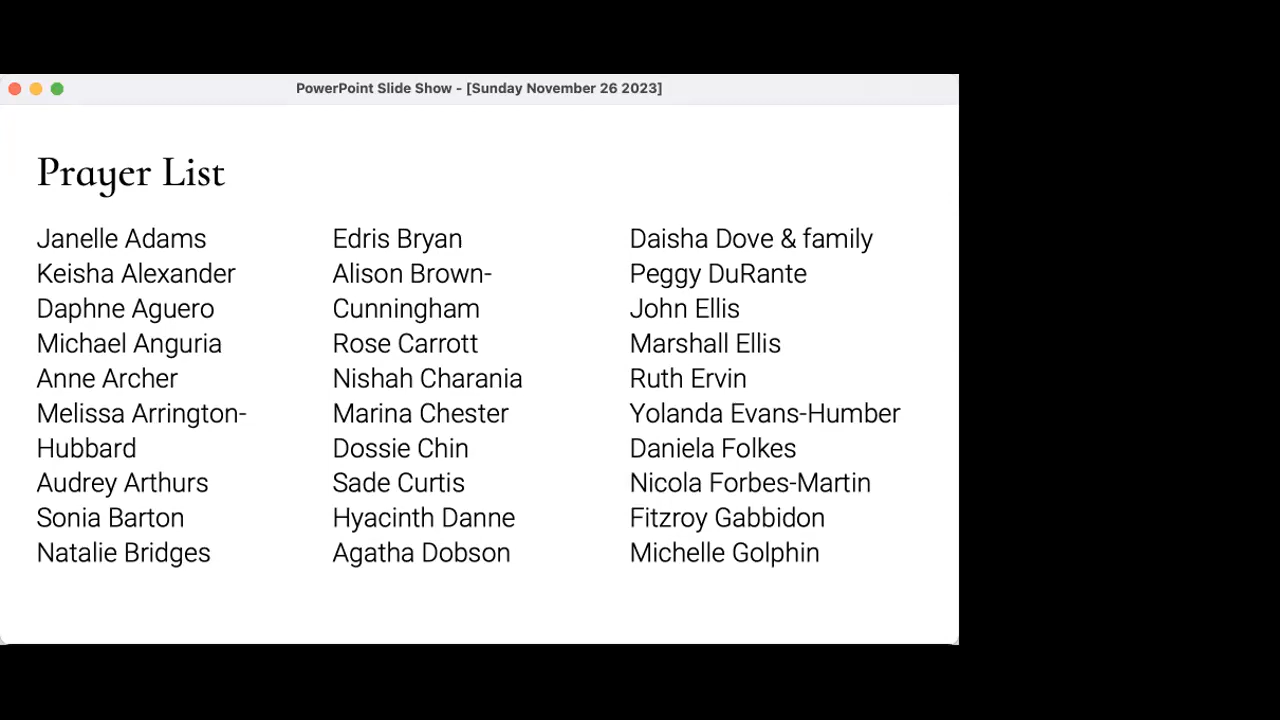 PowerPoint Slide Show - [Sunday November 26 2023]
Prayer List
Janelle Adams
Keisha Alexander
Daphne Aguero
Michael Anguria
Anne Archer
Melissa Arrington-
Hubbard
Audrey Arthurs
Sonia Barton
Natalie Bridges
Edris Bryan
Alison Brown-
Cunningham
Rose Carrott
Nishah Charania
Marina Chester
Dossie Chin
Sade Curtis
Hyacinth Danne
Agatha Dobson
Daisha Dove & family
Peggy DuRante
John Ellis
Marshall Ellis
Ruth Ervin
Yolanda Evans-Humber
Daniela Folkes
Nicola Forbes-Martin
Fitzroy Gabbidon
Michelle Golphin